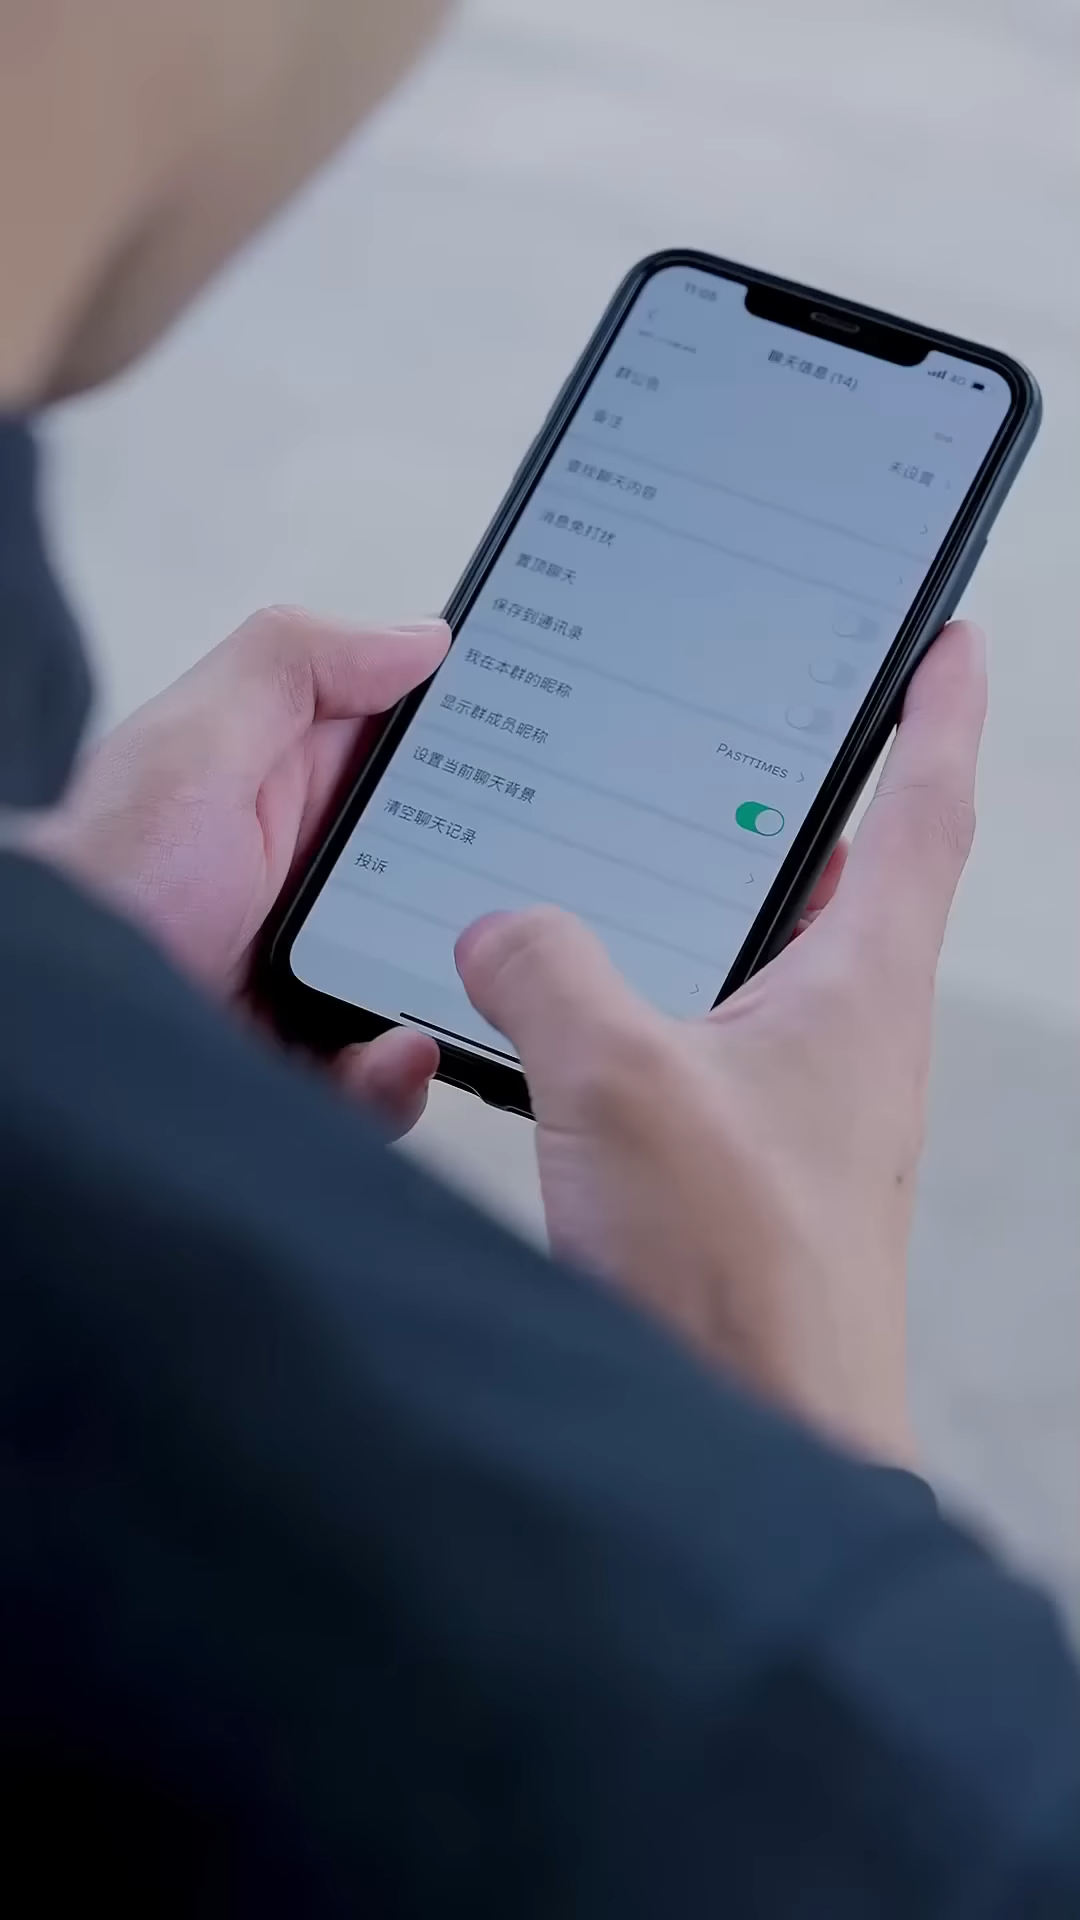 11:05
聊天信息(14)
4G
群公告
备注
未设置
查找聊天内容
消息免打扰
置顶聊天
保存到通讯录
我在本群的昵称
PASTTIMES
显示群成员昵称
设置当前聊天背景
清空聊天记录
投诉